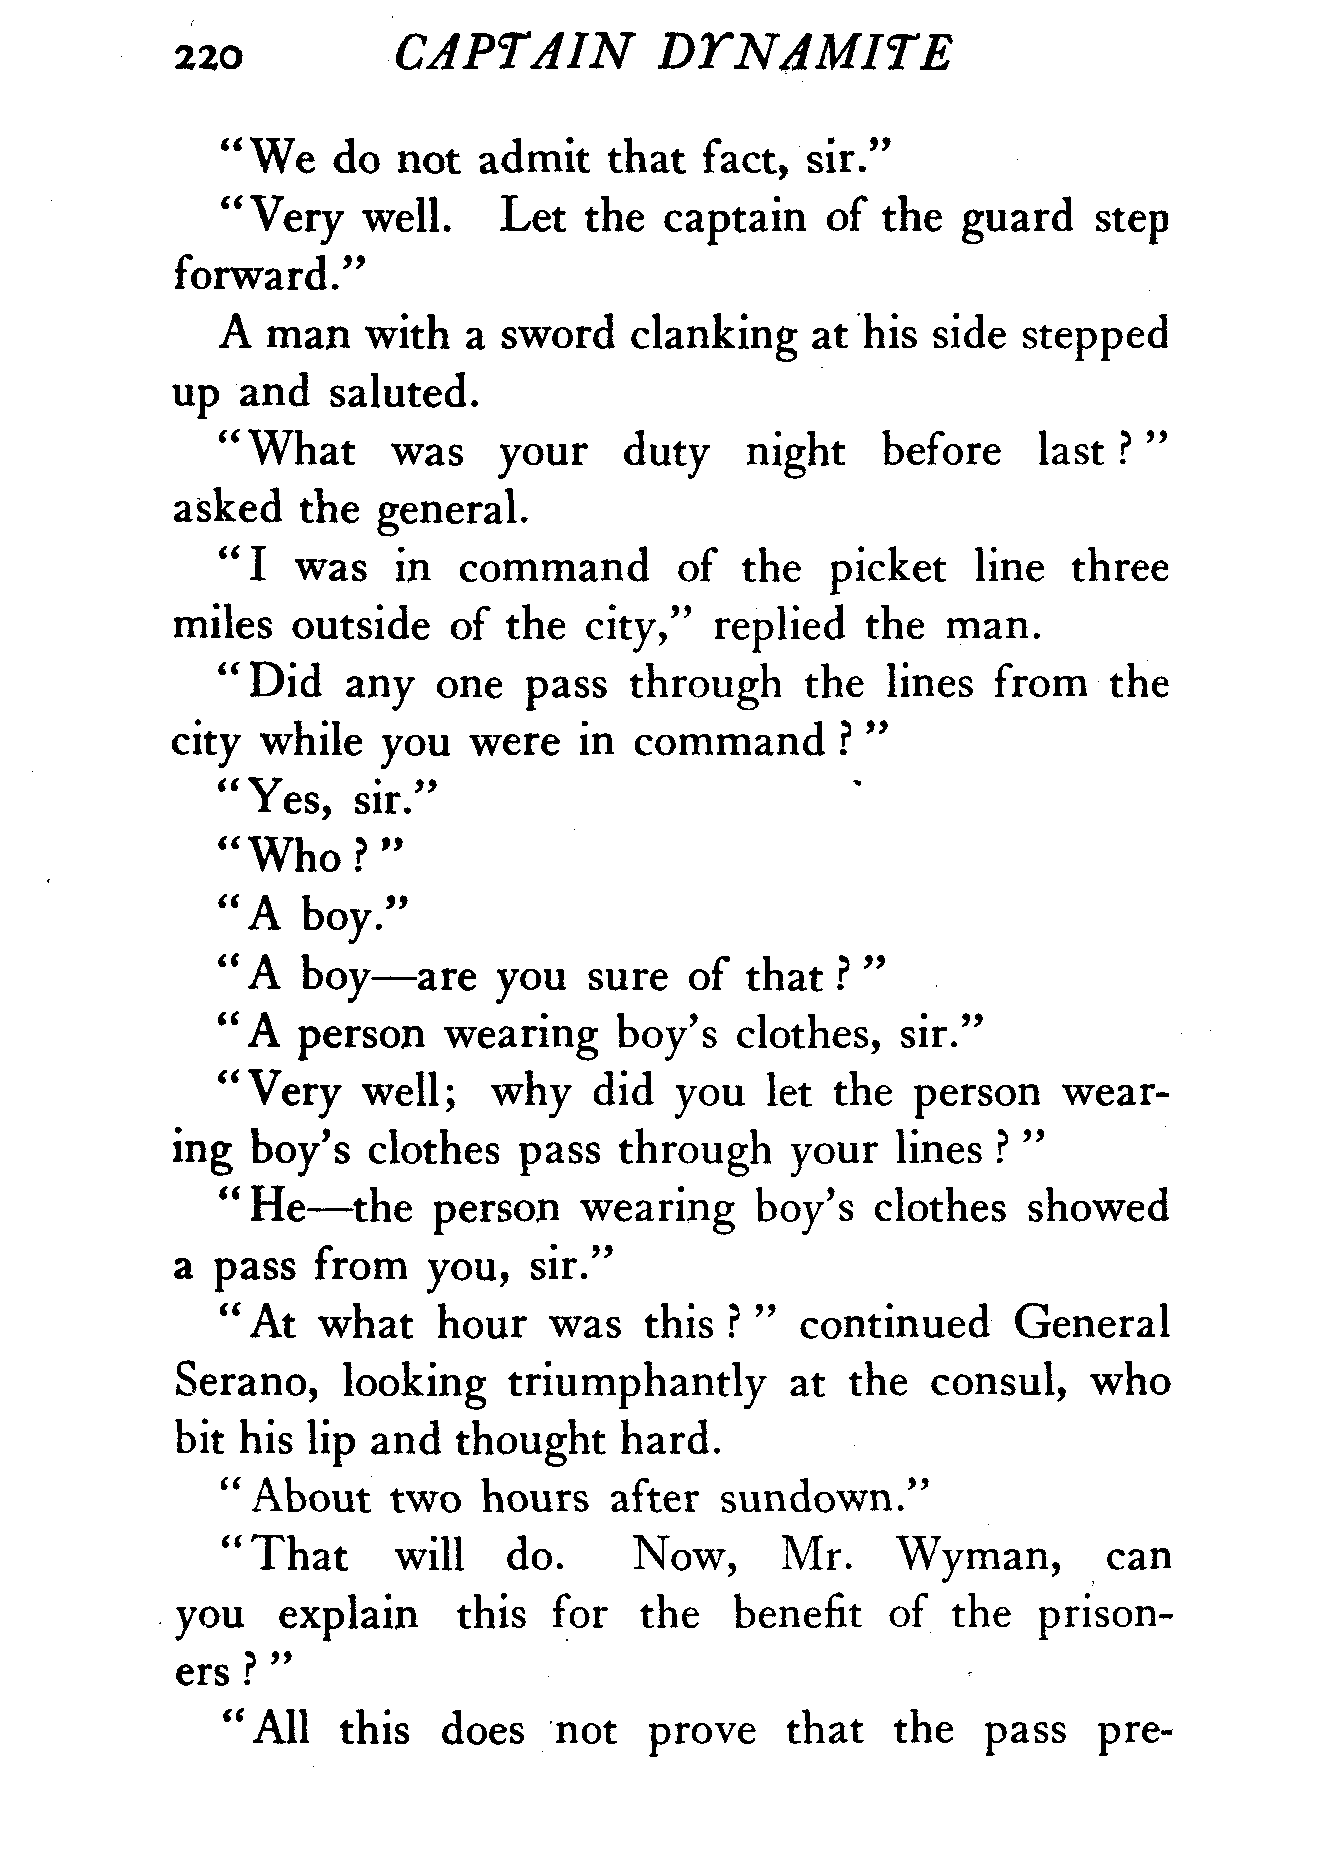 220 CAPTAIN DYNAMITE
"We do not admit that fact, sir."
"Very well. Let the captain of the guard step
forward."
A man with a sword clanking at his side stepped
up and saluted.
"What was your duty night before last ? "
asked the general.
"I was in command of the picket line three
miles outside of the city," replied the man.
"Did any one pass through the lines from the
city while you were in command ? "
"Yes, sir."
"Who ? "
"A boy."
"A boy—are you sure of that ? "
"A person wearing boy's clothes, sir."
"Very well; why did you let the person wear-
ing boy's clothes pass through your lines ? "
"He—the person wearing boy's clothes showed
a pass from you, sir."
"At what hour was this ? " continued General
Serano, looking triumphantly at the consul, who
bit his lip and thought hard.
"About two hours after sundown."
"That will do. Now, Mr. Wyman, can
you explain this for the benefit of the prison-
ers ? "
"All this does not prove that the pass pre-